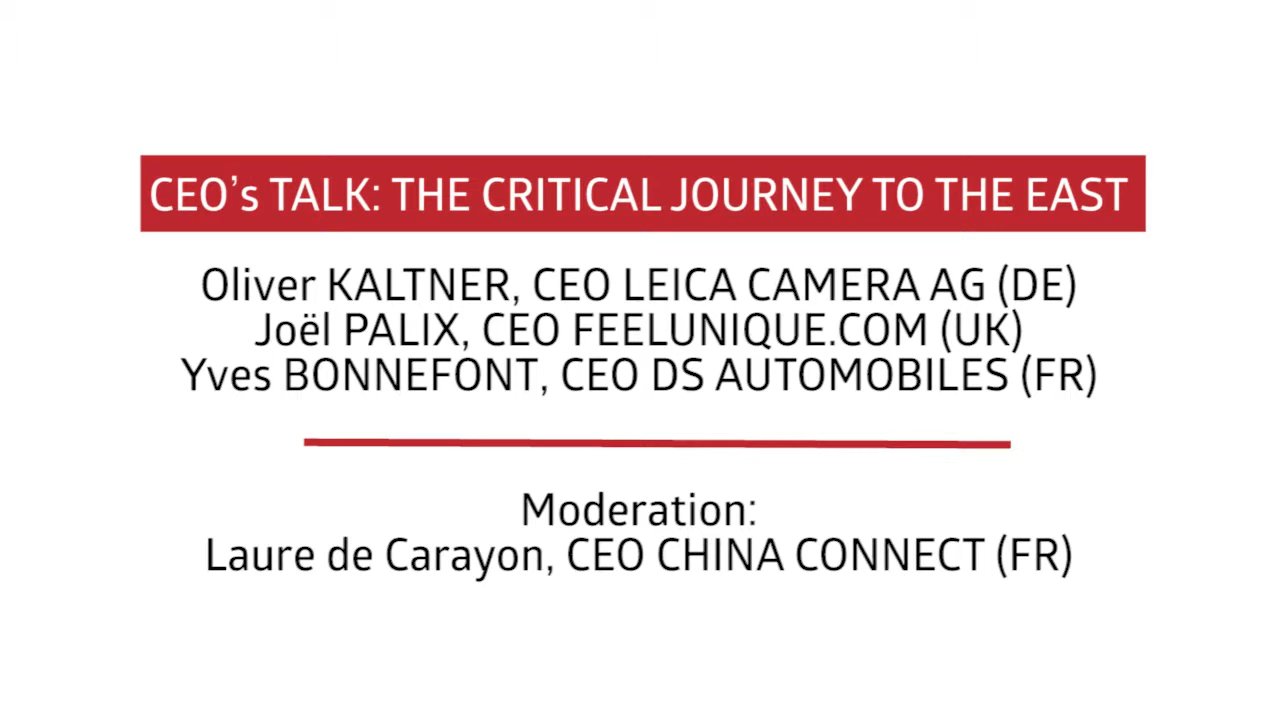 CEO’s TALK: THE CRITICAL JOURNEY TO THE EAST
Oliver KALTNER, CEO LEICA CAMERA AG (DE)
Joël PALIX, CEO FEELUNIQUE.COM (UK)
Yves BONNEFONT, CEO DS AUTOMOBILES (FR)
Moderation:
Laure de Carayon, CEO CHINA CONNECT (FR)